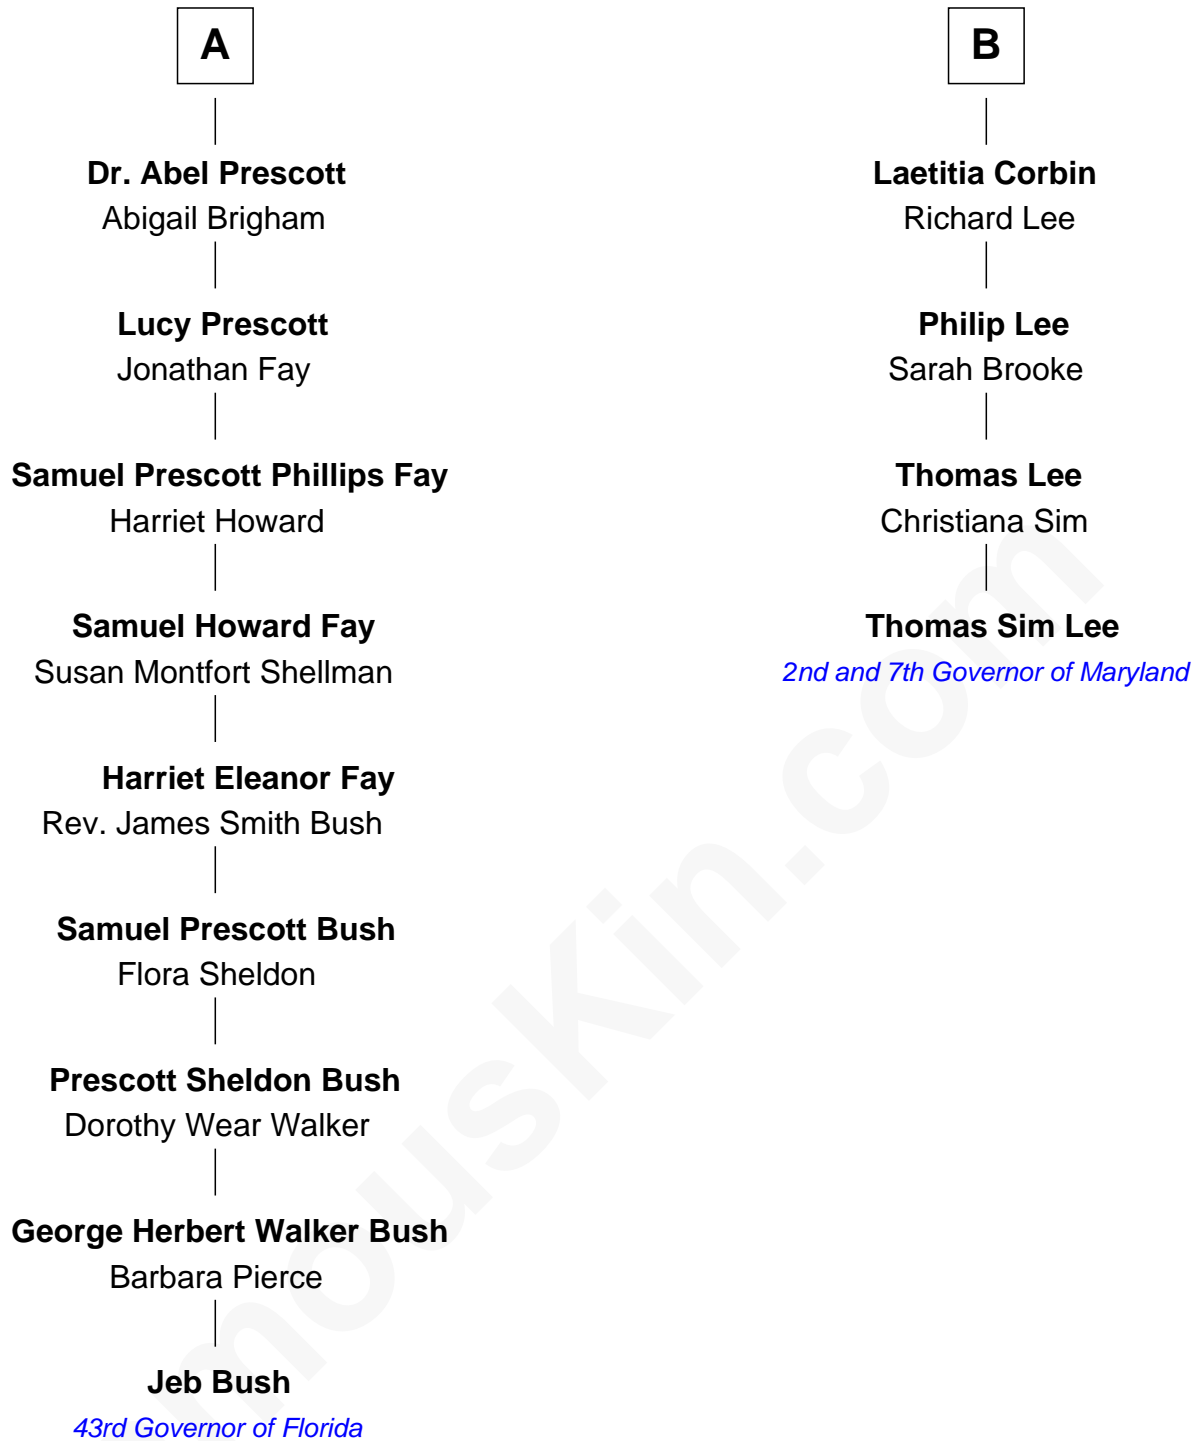 A
Dr. Abel Prescott
Abigail Brigham
Lucy Prescott
Jonathan Fay
Samuel Prescott Phillips Fay
Harriet Howard
Samuel Howard Fay
Susan Montfort Shellman
Harriet Eleanor Fay
Rev. James Smith Bush
Samuel Prescott Bush
Flora Sheldon
Prescott Sheldon Bush
Dorothy Wear Walker
George Herbert Walker Bush
Barbara Pierce
Jeb Bush
43rd Governor of Florida
B
Laetitia Corbin
Richard Lee
Philip Lee
Sarah Brooke
Thomas Lee
Christiana Sim
Thomas Sim Lee
2nd and 7th Governor of Maryland
mousKin.com